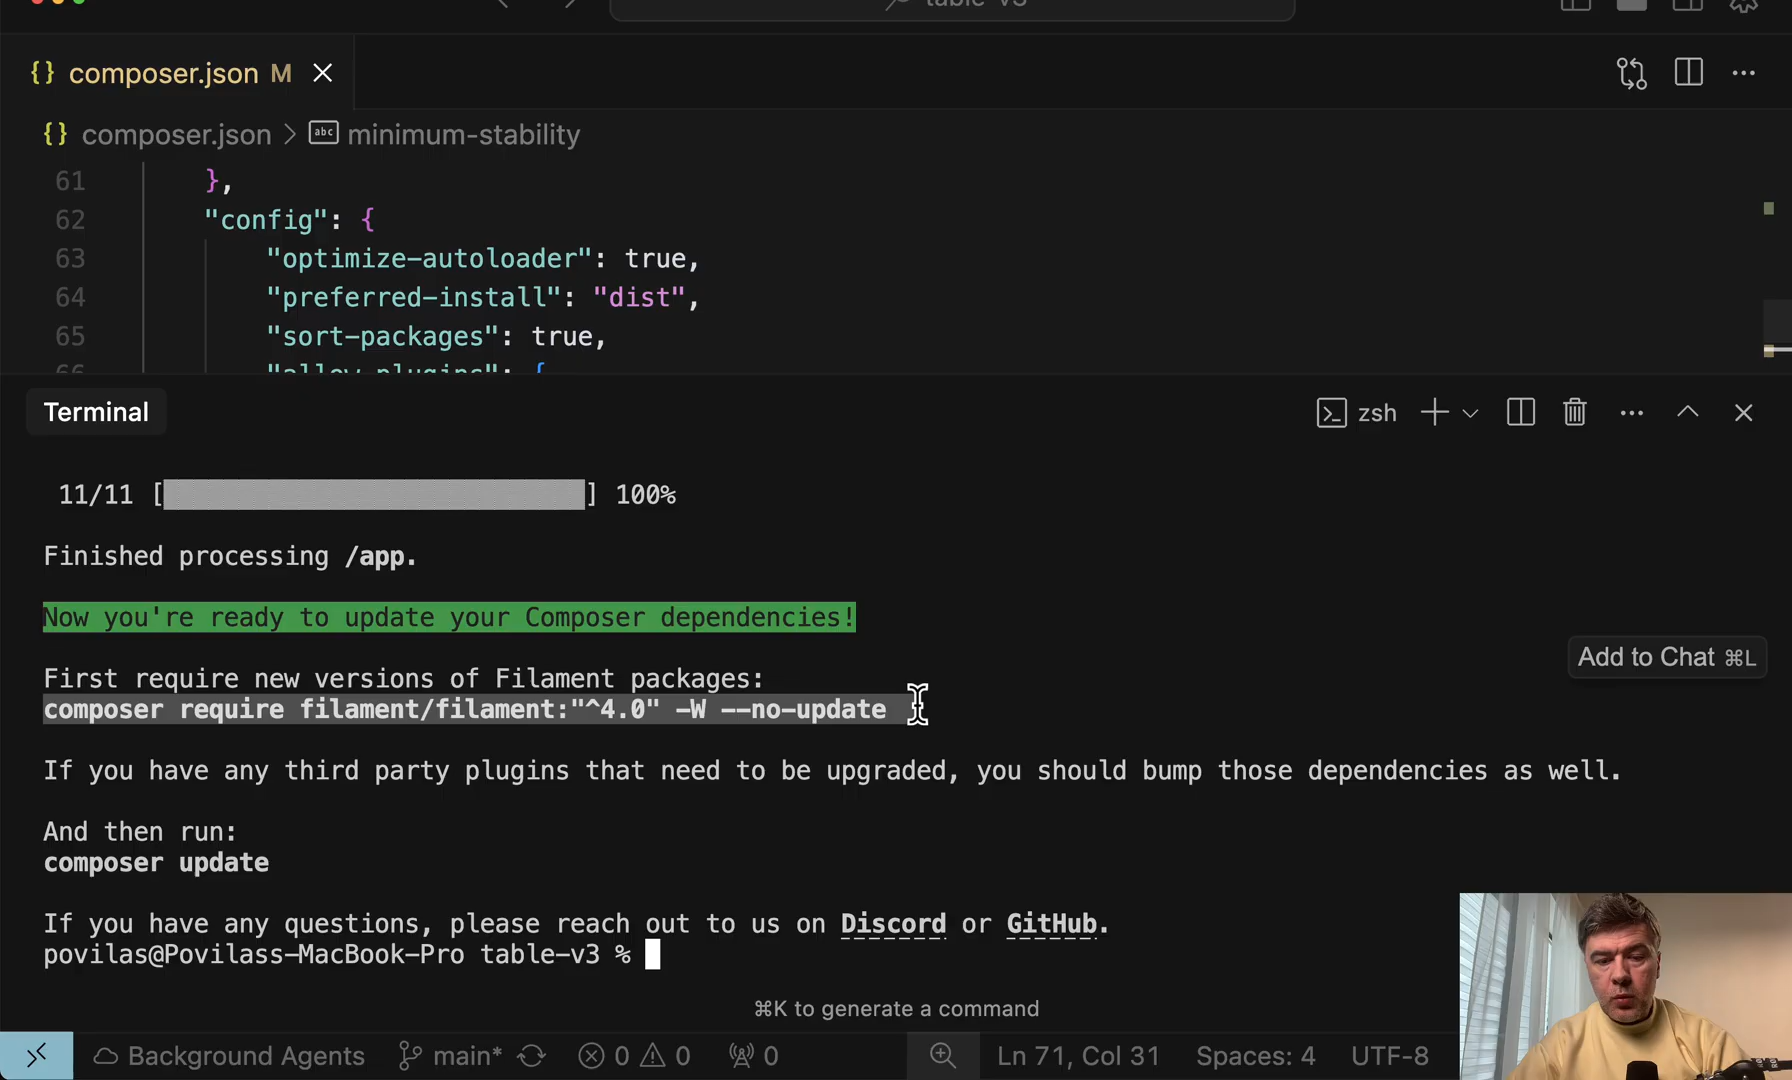 table-v3
{} composer.json M
{} composer.json > abc minimum-stability
61 },
62 "config": {
63 "optimize-autoloader": true,
64 "preferred-install": "dist",
65 "sort-packages": true,
66 "allow-plugins": {
Terminal
zsh
11/11 [ ] 100%
Finished processing /app.
Now you're ready to update your Composer dependencies!
First require new versions of Filament packages:
Add to Chat ⌘L
composer require filament/filament:"^4.0" -W --no-update
If you have any third party plugins that need to be upgraded, you should bump those dependencies as well.
And then run:
composer update
If you have any questions, please reach out to us on Discord or GitHub.
povilas@Povilass-MacBook-Pro table-v3 %
⌘K to generate a command
Background Agents main* 0 0 0 Ln 71, Col 31 Spaces: 4 UTF-8